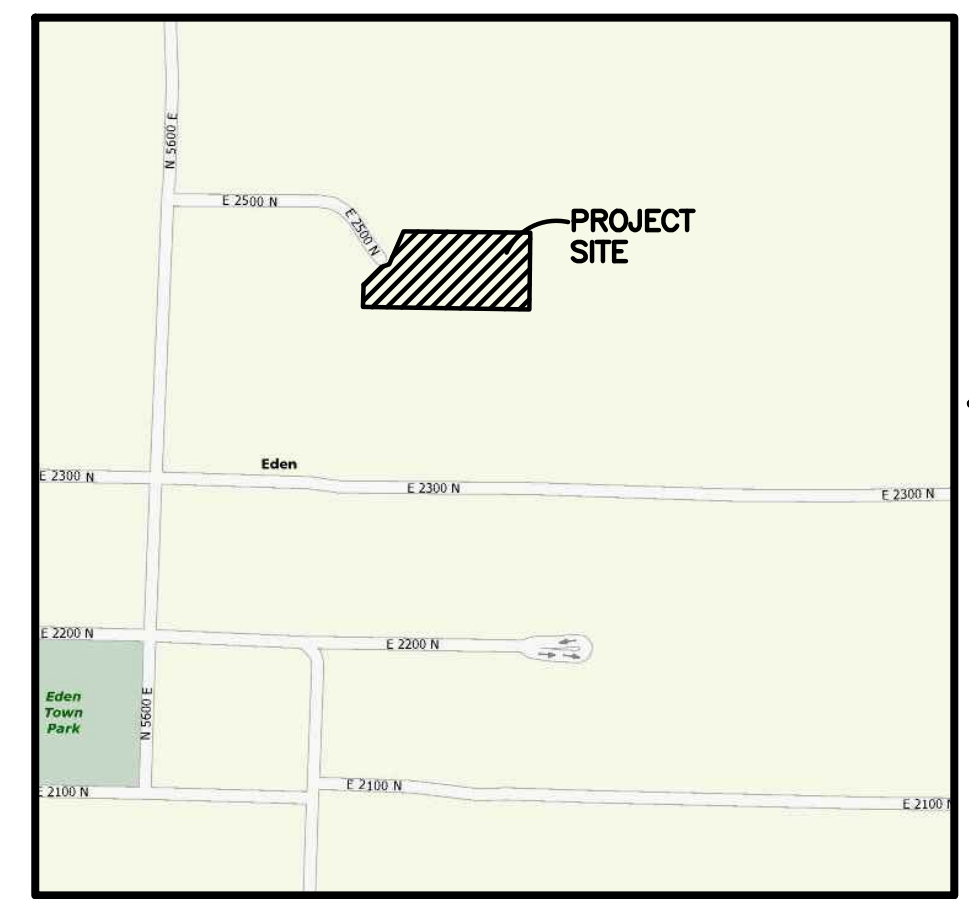 N 5600 E
E 2500 N
E 2500 N
PROJECT
SITE
Eden
E 2300 N
E 2300 N
E 2300 N
E 2200 N
E 2200 N
Eden
Town
Park
N 5600 E
E 2100 N
E 2100 N
E 2100 N